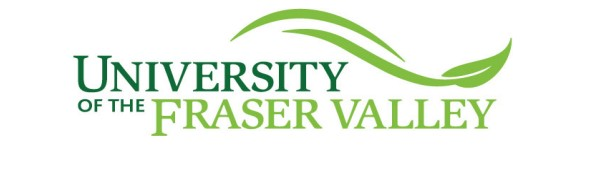 UNIVERSITY
OF THE FRASER VALLEY